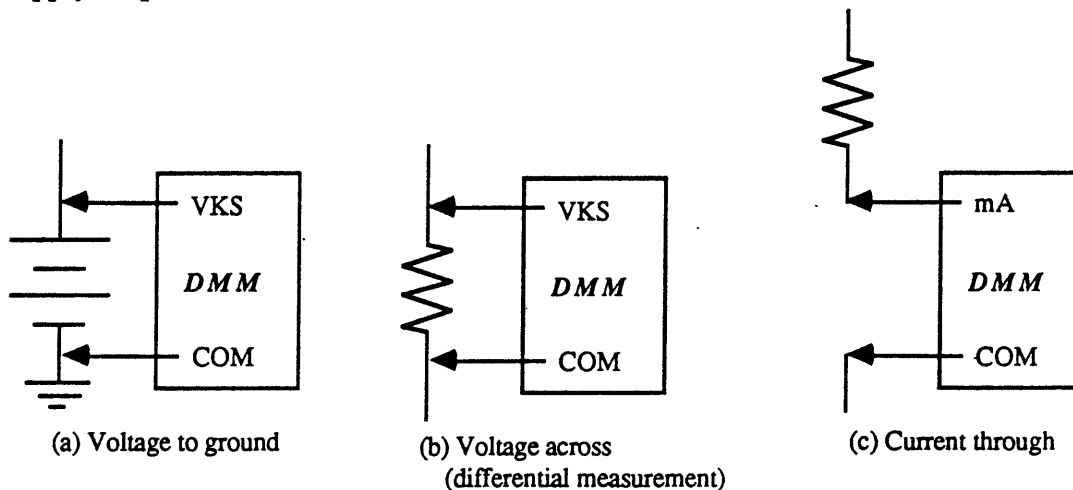 VKS
DMM
COM
(a) Voltage to ground
VKS
DMM
COM
(b) Voltage across
(differential measurement)
mA
DMM
COM
(c) Current through